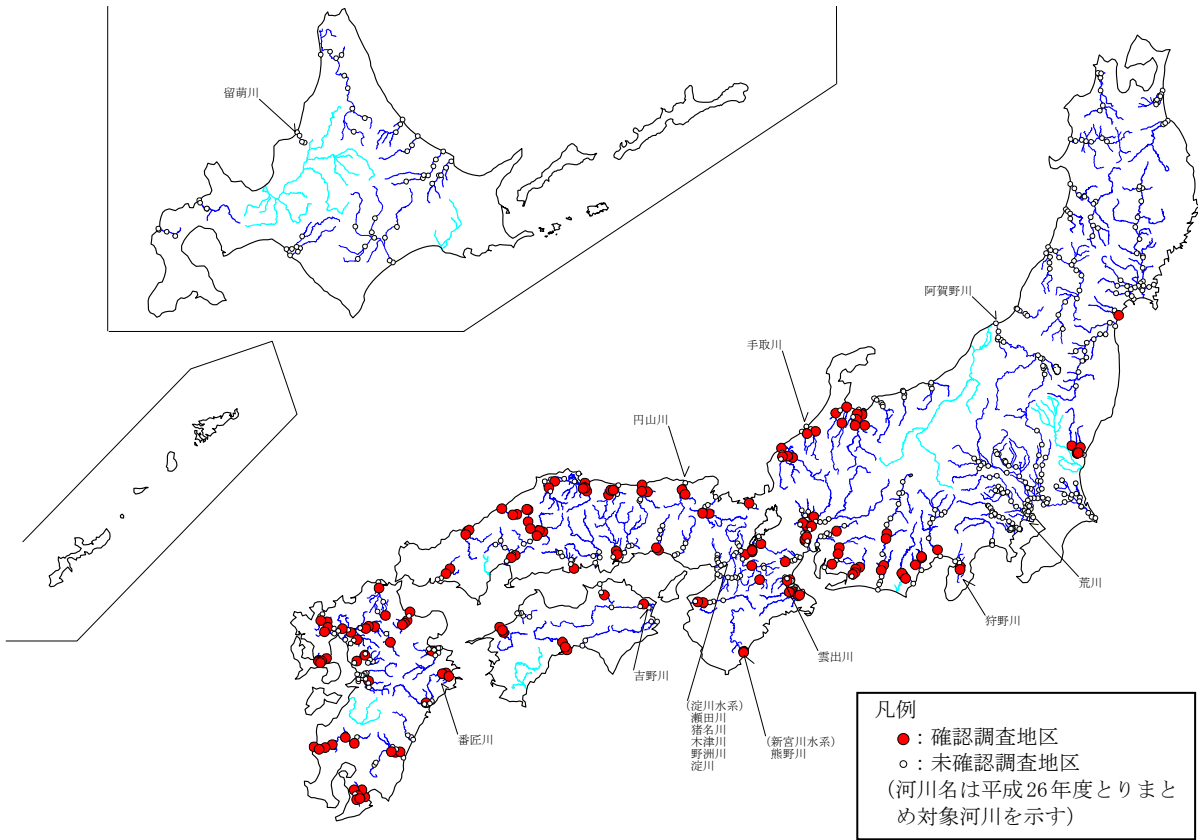 留萌川
阿賀野川
手取川
円山川
荒川
狩野川
雲出川
吉野川
(淀川水系)
瀬田川
猪名川
木津川
野洲川
淀川
(新宮川水系)
熊野川
番匠川
凡例
：確認調査地区
：未確認調査地区
(河川名は平成26年度とりまと
め対象河川を示す)